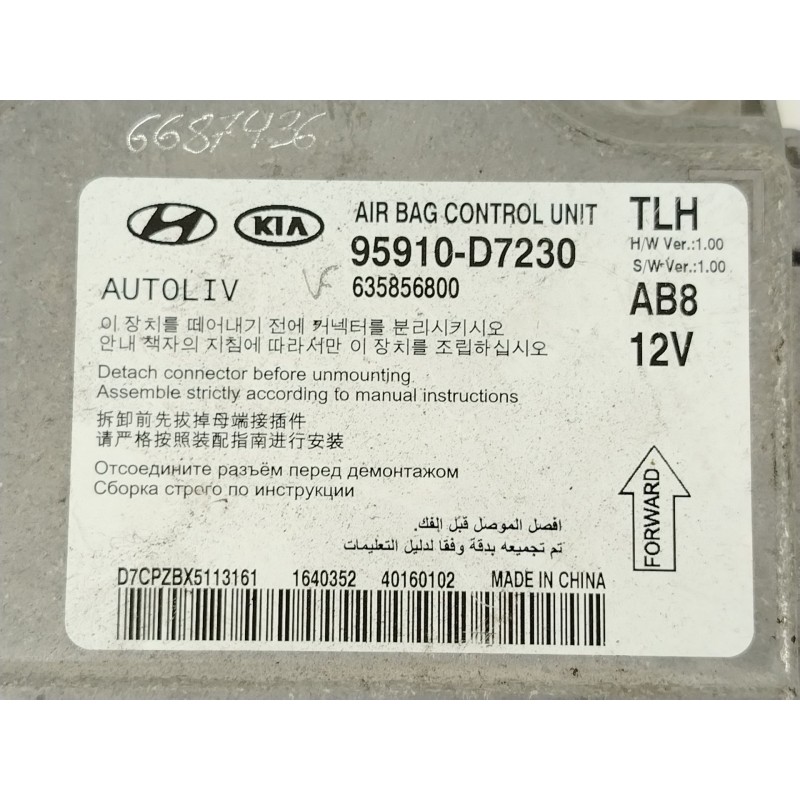 6687436
KIA
AIR BAG CONTROL UNIT
TLH
95910-D7230
H/W Ver.:1.00
S/W Ver.:1.00
AUTOLIV
VF
635856800
AB8
12V
이 장치를 떼어내기 전에 커넥터를 분리시키시오
안내 책자의 지침에 따라서만 이 장치를 조립하십시오
Detach connector before unmounting
Assemble strictly according to manual instructions
拆卸前先拔掉母端接插件
请严格按照装配指南进行安装
Отсоедините разъём перед демонтажом
Сборка строго по инструкции
افصل الموصل قبل الفك.
تم تجميعه بدقة وفقا لدليل التعليمات
FORWARD
D7CPZBX5113161 1640352 40160102 MADE IN CHINA